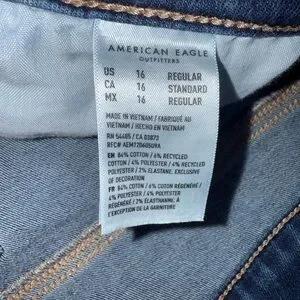 AMERICAN EAGLE
OUTFITTERS
US 16 REGULAR
CA 16 STANDARD
MX 16 REGULAR
MADE IN VIETNAM / FABRIQUÉ AU
VIETNAM / HECHO EN VIETNAM
RN 54485 / CA 03873
EN 84% COTTON / 6% RECYCLED
COTTON / 4% POLYESTER / 4% RECYCLED
POLYESTER / 2% ELASTANE. EXCLUSIVE
OF DECORATION
FR 84% COTON / 6% COTON RÉGÉNÉRÉ
/ 4% POLYESTER / 4% POLYESTER
RÉGÉNÉRÉ / 2% ÉLASTHANNE. À
L'EXCEPTION DE LA GARNITURE